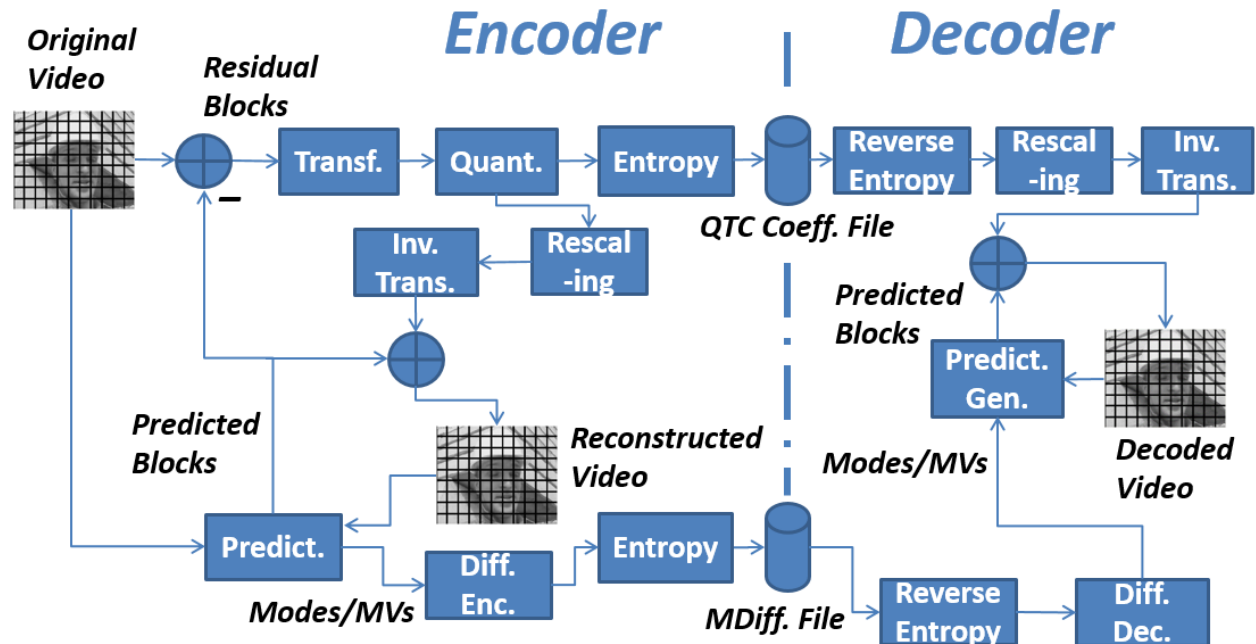 Encoder
Decoder
Original
Video
Residual
Blocks
Transf.
Quant.
Entropy
Reverse
Entropy
Rescal
-ing
Inv.
Trans.
–
QTC Coeff. File
Inv.
Trans.
Rescal
-ing
Predicted
Blocks
Predict.
Gen.
Predicted
Blocks
Reconstructed
Video
Modes/MVs
Decoded
Video
Predict.
Diff.
Enc.
Entropy
Modes/MVs
MDiff. File
Reverse
Entropy
Diff.
Dec.